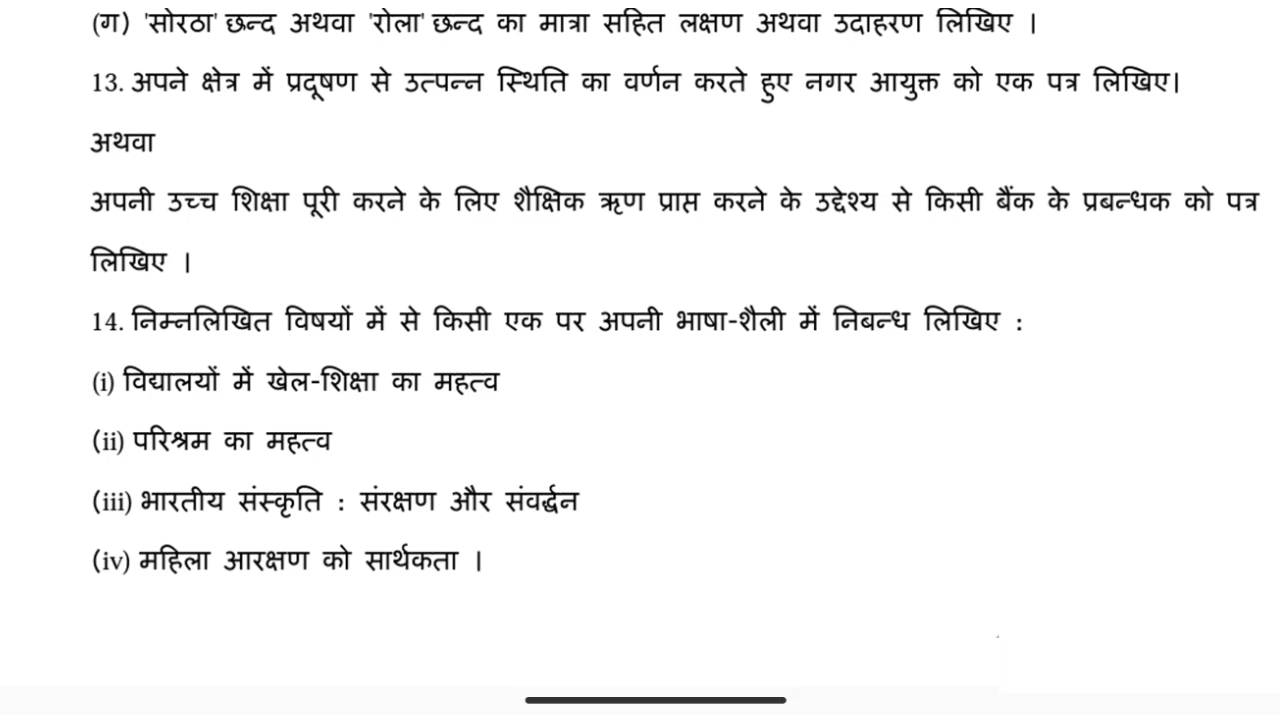 (ग) 'सोरठा' छन्द अथवा 'रोला' छन्द का मात्रा सहित लक्षण अथवा उदाहरण लिखिए ।
13. अपने क्षेत्र में प्रदूषण से उत्पन्न स्थिति का वर्णन करते हुए नगर आयुक्त को एक पत्र लिखिए।
अथवा
अपनी उच्च शिक्षा पूरी करने के लिए शैक्षिक ऋण प्राप्त करने के उद्देश्य से किसी बैंक के प्रबन्धक को पत्र
लिखिए ।
14. निम्नलिखित विषयों में से किसी एक पर अपनी भाषा-शैली में निबन्ध लिखिए :
(i) विद्यालयों में खेल-शिक्षा का महत्व
(ii) परिश्रम का महत्व
(iii) भारतीय संस्कृति : संरक्षण और संवर्द्धन
(iv) महिला आरक्षण को सार्थकता ।